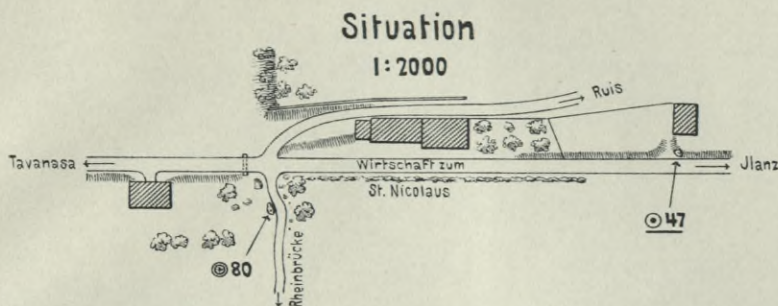 Situation
1:2000
Ruis
Tavanasa
Wirtschaft zum
St. Nicolaus
Jlanz
⊙ 47
© 80
Rheinbrücke